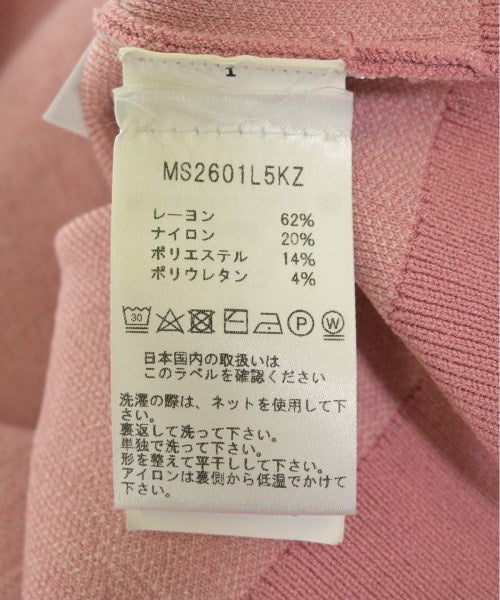 1
MS2601L5KZ
レーヨン 62%
ナイロン 20%
ポリエステル 14%
ポリウレタン 4%
30 P W
日本国内の取扱いは
このラベルを確認ください
洗濯の際は、ネットを使用して下
さい。
裏返して洗って下さい。
単独で洗って下さい。
形を整えて平干しして下さい。
アイロンは裏側から低温でかけて
下さい。